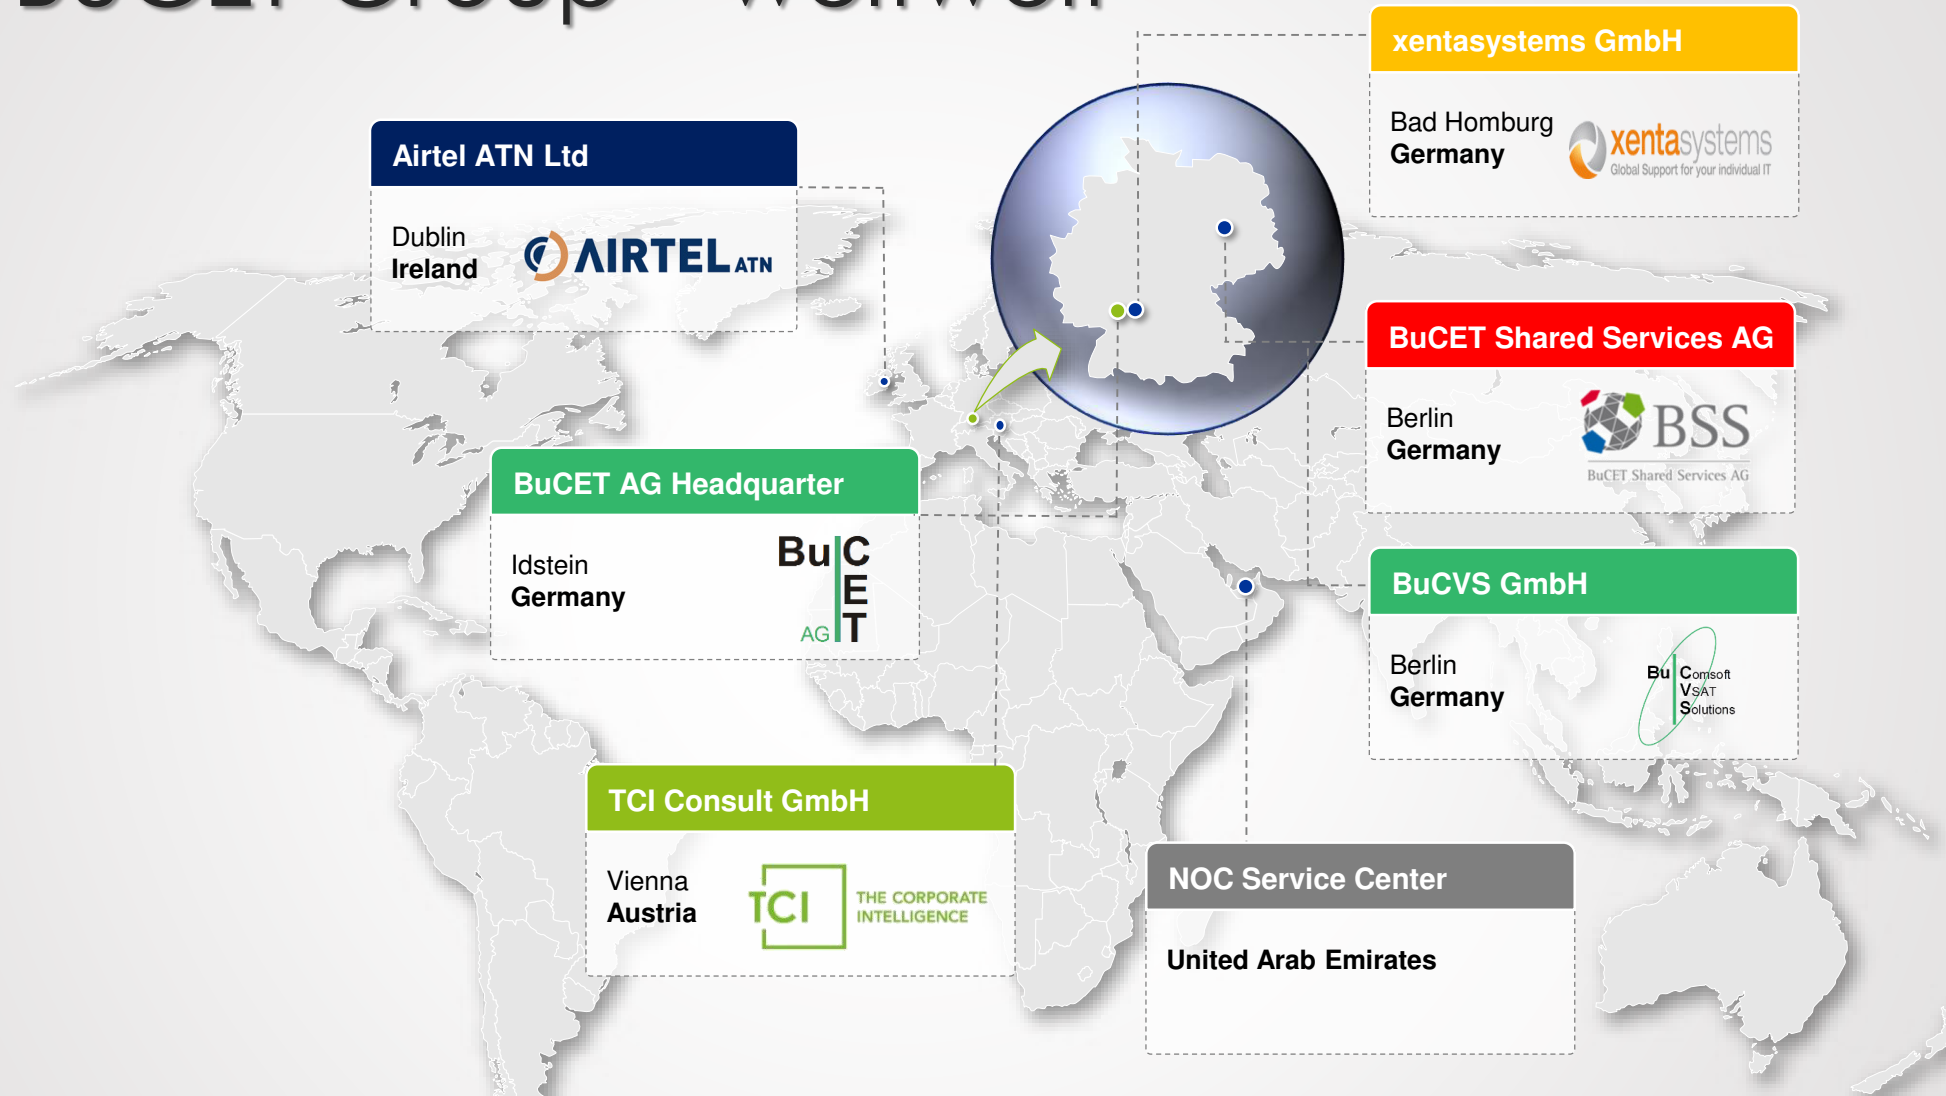 BuCET Group – weltweit
xentasystems GmbH
Bad Homburg
Germany
xentasystems
Global Support for your individual IT
Airtel ATN Ltd
Dublin
Ireland
AIRTEL ATN
BuCET Shared Services AG
Berlin
Germany
BSS
BuCET Shared Services AG
BuCET AG Headquarter
Idstein
Germany
Bu C
E
AG T
BuCVS GmbH
Berlin
Germany
Bu Comsoft
VSAT
Solutions
TCI Consult GmbH
Vienna
Austria
TCI
THE CORPORATE
INTELLIGENCE
NOC Service Center
United Arab Emirates